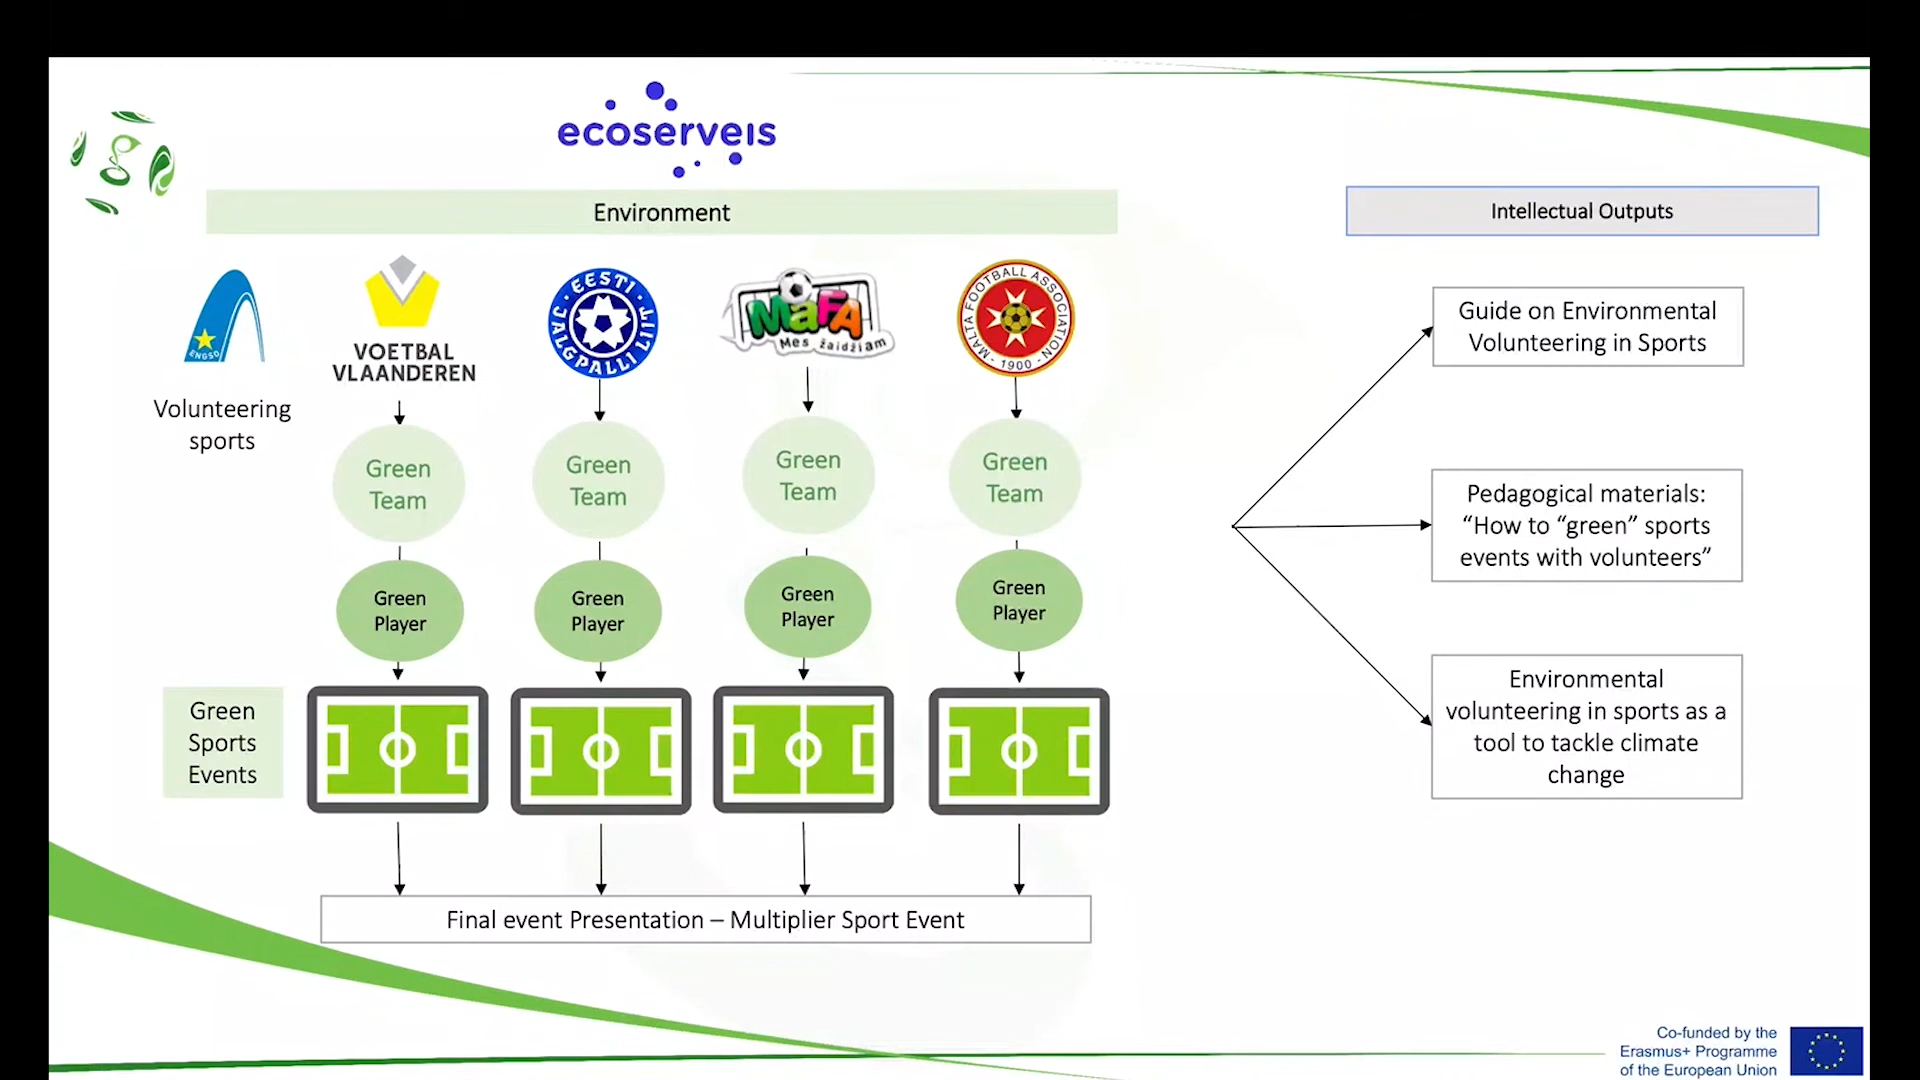 ecoserveis
Environment
Intellectual Outputs
ENGSO
Volunteering
sports
VOETBAL
VLAANDEREN
EESTI
JALGPALLI LIIT
MaFA
Mes žaidžiam
MALTA FOOTBALL ASSOCIATION
· 1900 ·
Green
Team
Green
Team
Green
Team
Green
Team
Green
Player
Green
Player
Green
Player
Green
Player
Green
Sports
Events
Final event Presentation – Multiplier Sport Event
Guide on Environmental
Volunteering in Sports
Pedagogical materials:
“How to “green” sports
events with volunteers”
Environmental
volunteering in sports as a
tool to tackle climate
change
Co-funded by the
Erasmus+ Programme
of the European Union